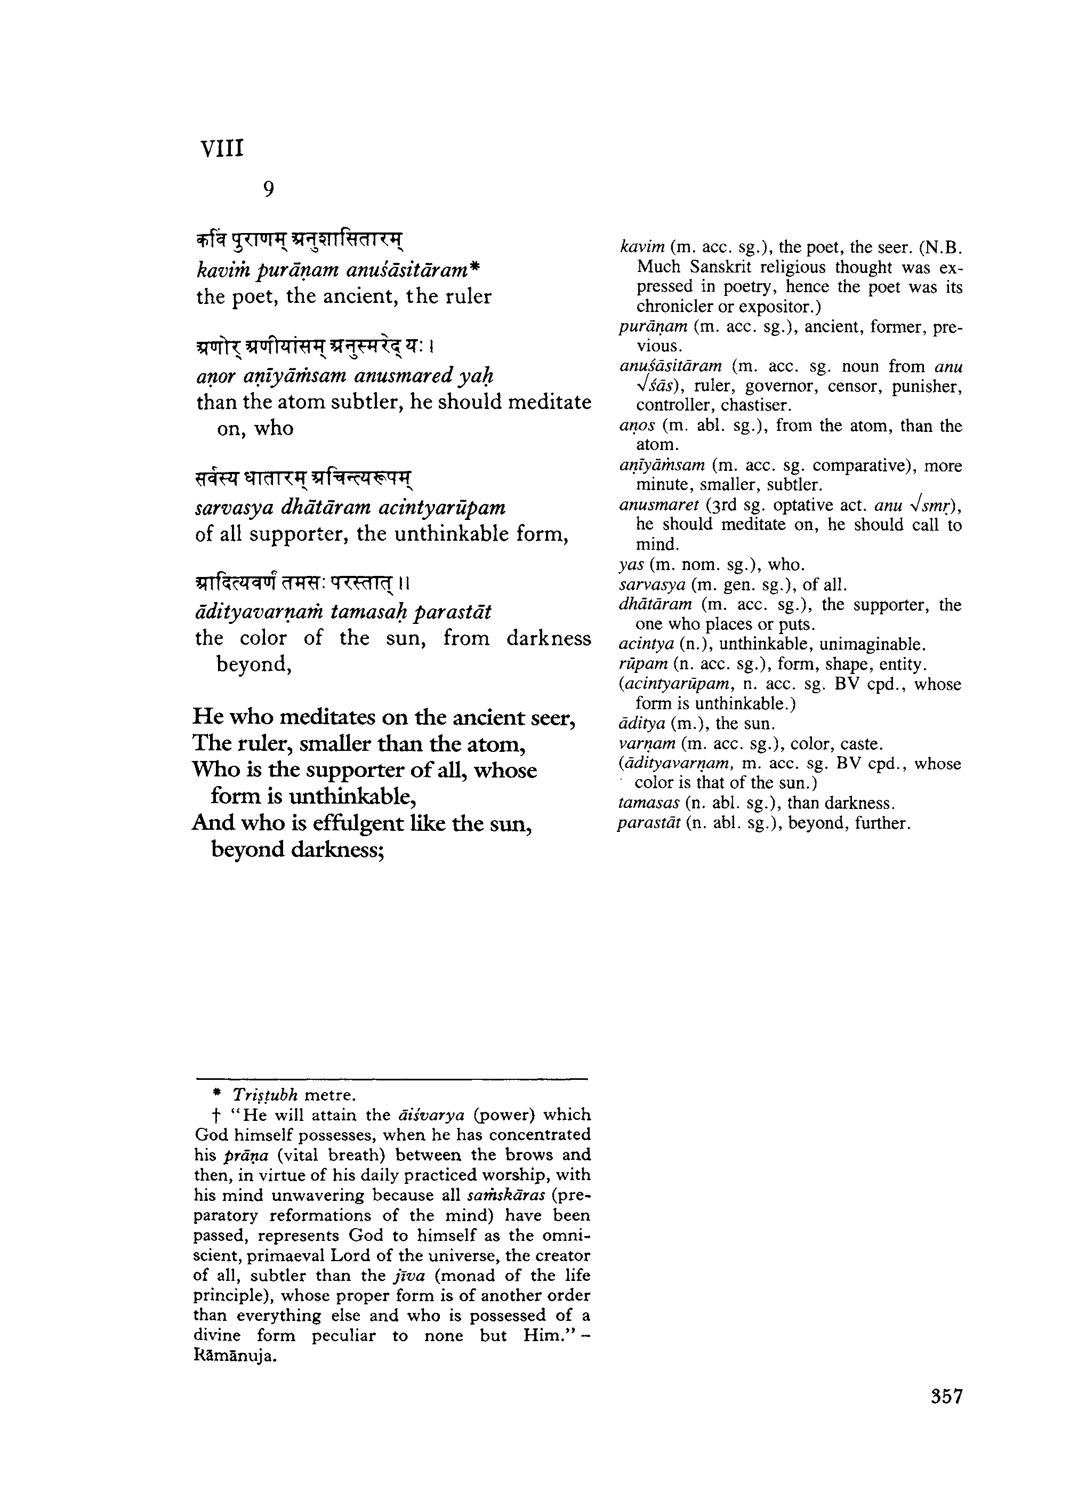 VIII
9
कविं पुराणम् अनुशासितारम्
kaviṁ purāṇam anuśāsitāram*
the poet, the ancient, the ruler
अणोर् अणीयांसम् अनुस्मरेद् यः ।
aṇor aṇīyāṁsam anusmared yaḥ
than the atom subtler, he should meditate
on, who
सर्वस्य धातारम् अचिन्त्यरूपम्
sarvasya dhātāram acintyarūpam
of all supporter, the unthinkable form,
आदित्यवर्णं तमसः परस्तात् ॥
ādityavarṇaṁ tamasaḥ parastāt
the color of the sun, from darkness
beyond,
He who meditates on the ancient seer,
The ruler, smaller than the atom,
Who is the supporter of all, whose
form is unthinkable,
And who is effulgent like the sun,
beyond darkness;
kavim (m. acc. sg.), the poet, the seer. (N.B.
Much Sanskrit religious thought was ex-
pressed in poetry, hence the poet was its
chronicler or expositor.)
purāṇam (m. acc. sg.), ancient, former, pre-
vious.
anuśāsitāram (m. acc. sg. noun from anu
√śās), ruler, governor, censor, punisher,
controller, chastiser.
aṇos (m. abl. sg.), from the atom, than the
atom.
aṇīyāṁsam (m. acc. sg. comparative), more
minute, smaller, subtler.
anusmaret (3rd sg. optative act. anu √smṛ),
he should meditate on, he should call to
mind.
yas (m. nom. sg.), who.
sarvasya (m. gen. sg.), of all.
dhātāram (m. acc. sg.), the supporter, the
one who places or puts.
acintya (n.), unthinkable, unimaginable.
rūpam (n. acc. sg.), form, shape, entity.
(acintyarūpam, n. acc. sg. BV cpd., whose
form is unthinkable.)
āditya (m.), the sun.
varṇam (m. acc. sg.), color, caste.
(ādityavarṇam, m. acc. sg. BV cpd., whose
color is that of the sun.)
tamasas (n. abl. sg.), than darkness.
parastāt (n. abl. sg.), beyond, further.
* Triṣṭubh metre.
† “He will attain the āiśvarya (power) which
God himself possesses, when he has concentrated
his prāṇa (vital breath) between the brows and
then, in virtue of his daily practiced worship, with
his mind unwavering because all saṁskāras (pre-
paratory reformations of the mind) have been
passed, represents God to himself as the omni-
scient, primaeval Lord of the universe, the creator
of all, subtler than the jīva (monad of the life
principle), whose proper form is of another order
than everything else and who is possessed of a
divine form peculiar to none but Him.” –
Rāmānuja.
357